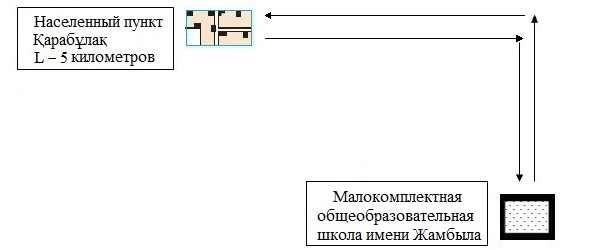 Населенный пункт
Қарабұлақ
L – 5 километров
Малокомплектная
общеобразовательная
школа имени Жамбыла